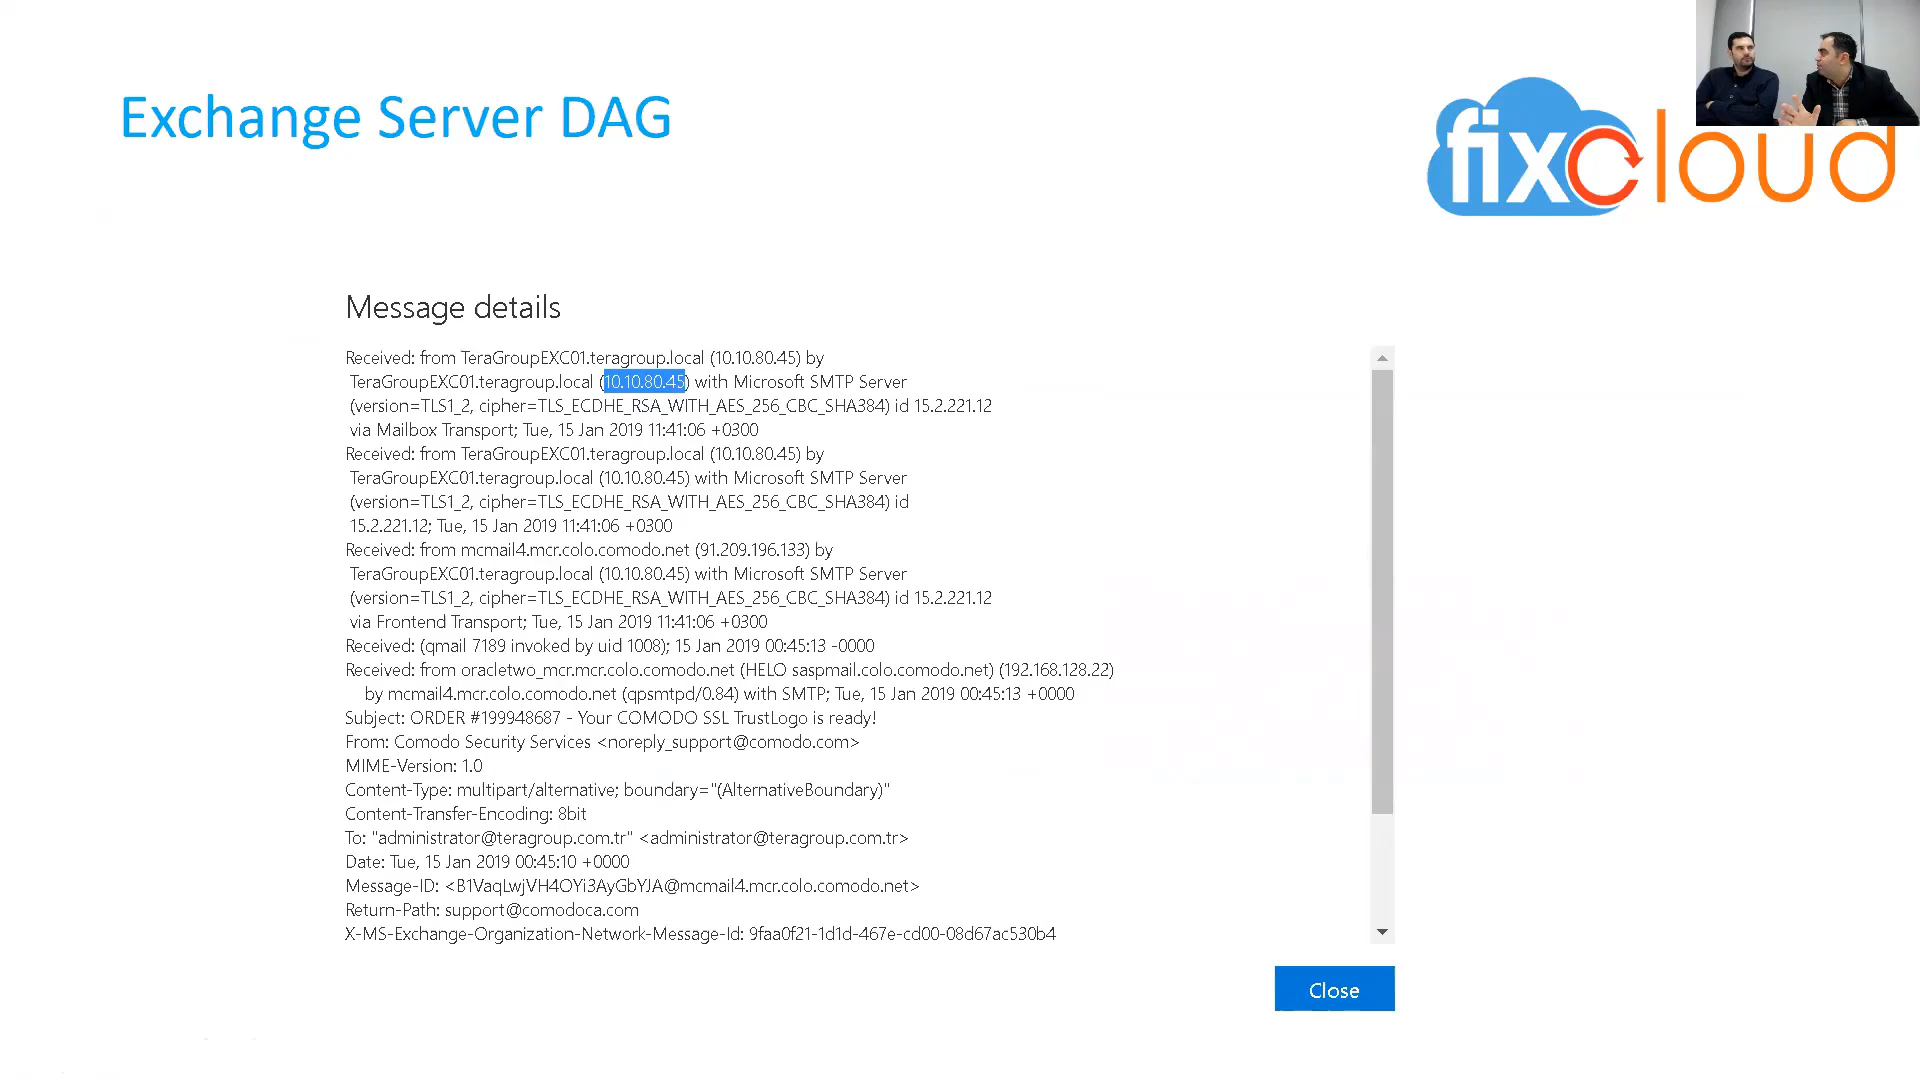 Exchange Server DAG
fixcloud
Message details
Received: from TeraGroupEXC01.teragroup.local (10.10.80.45) by
TeraGroupEXC01.teragroup.local (10.10.80.45) with Microsoft SMTP Server
(version=TLS1_2, cipher=TLS_ECDHE_RSA_WITH_AES_256_CBC_SHA384) id 15.2.221.12
via Mailbox Transport; Tue, 15 Jan 2019 11:41:06 +0300
Received: from TeraGroupEXC01.teragroup.local (10.10.80.45) by
TeraGroupEXC01.teragroup.local (10.10.80.45) with Microsoft SMTP Server
(version=TLS1_2, cipher=TLS_ECDHE_RSA_WITH_AES_256_CBC_SHA384) id
15.2.221.12; Tue, 15 Jan 2019 11:41:06 +0300
Received: from mcmail4.mcr.colo.comodo.net (91.209.196.133) by
TeraGroupEXC01.teragroup.local (10.10.80.45) with Microsoft SMTP Server
(version=TLS1_2, cipher=TLS_ECDHE_RSA_WITH_AES_256_CBC_SHA384) id 15.2.221.12
via Frontend Transport; Tue, 15 Jan 2019 11:41:06 +0300
Received: (qmail 7189 invoked by uid 1008); 15 Jan 2019 00:45:13 -0000
Received: from oracletwo_mcr.mcr.colo.comodo.net (HELO saspmail.colo.comodo.net) (192.168.128.22)
by mcmail4.mcr.colo.comodo.net (qpsmtpd/0.84) with SMTP; Tue, 15 Jan 2019 00:45:13 +0000
Subject: ORDER #199948687 - Your COMODO SSL TrustLogo is ready!
From: Comodo Security Services <noreply_support@comodo.com>
MIME-Version: 1.0
Content-Type: multipart/alternative; boundary="(AlternativeBoundary)"
Content-Transfer-Encoding: 8bit
To: "administrator@teragroup.com.tr" <administrator@teragroup.com.tr>
Date: Tue, 15 Jan 2019 00:45:10 +0000
Message-ID: <B1VaqLwjVH4OYi3AyGbYJA@mcmail4.mcr.colo.comodo.net>
Return-Path: support@comodoca.com
X-MS-Exchange-Organization-Network-Message-Id: 9faa0f21-1d1d-467e-cd00-08d67ac530b4
Close